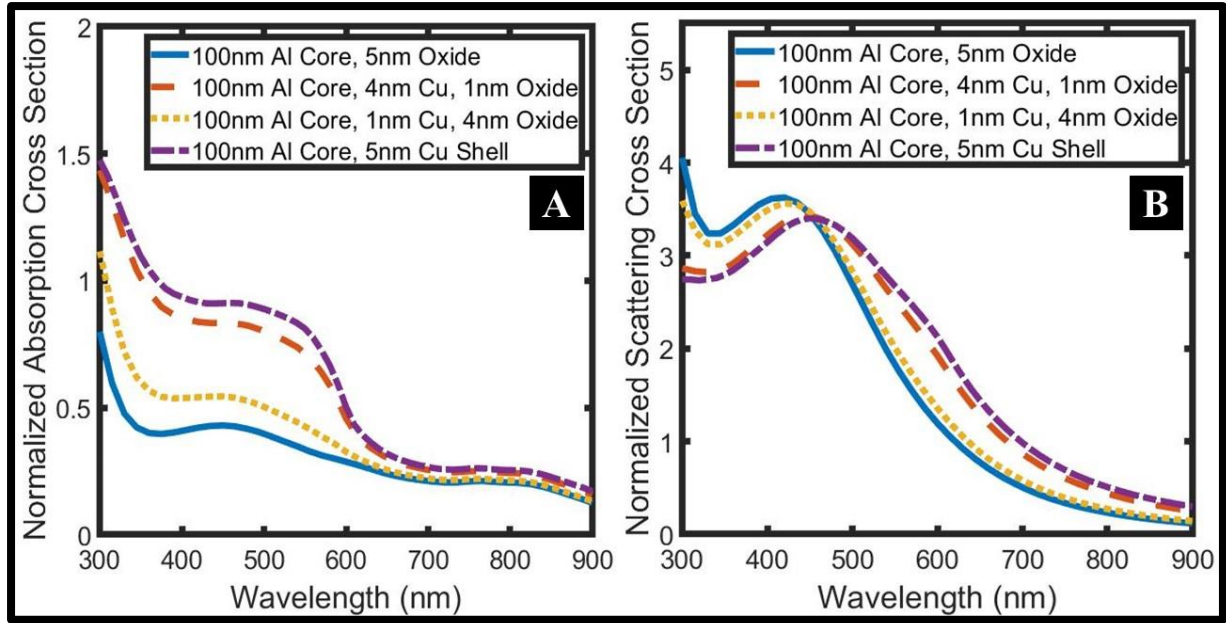 Normalized Absorption Cross Section
2
1.5
1
0.5
0
100nm Al Core, 5nm Oxide
100nm Al Core, 4nm Cu, 1nm Oxide
100nm Al Core, 1nm Cu, 4nm Oxide
100nm Al Core, 5nm Cu Shell
A
300 400 500 600 700 800 900
Wavelength (nm)
Normalized Scattering Cross Section
5
4
3
2
1
0
100nm Al Core, 5nm Oxide
100nm Al Core, 4nm Cu, 1nm Oxide
100nm Al Core, 1nm Cu, 4nm Oxide
100nm Al Core, 5nm Cu Shell
B
300 400 500 600 700 800 900
Wavelength (nm)